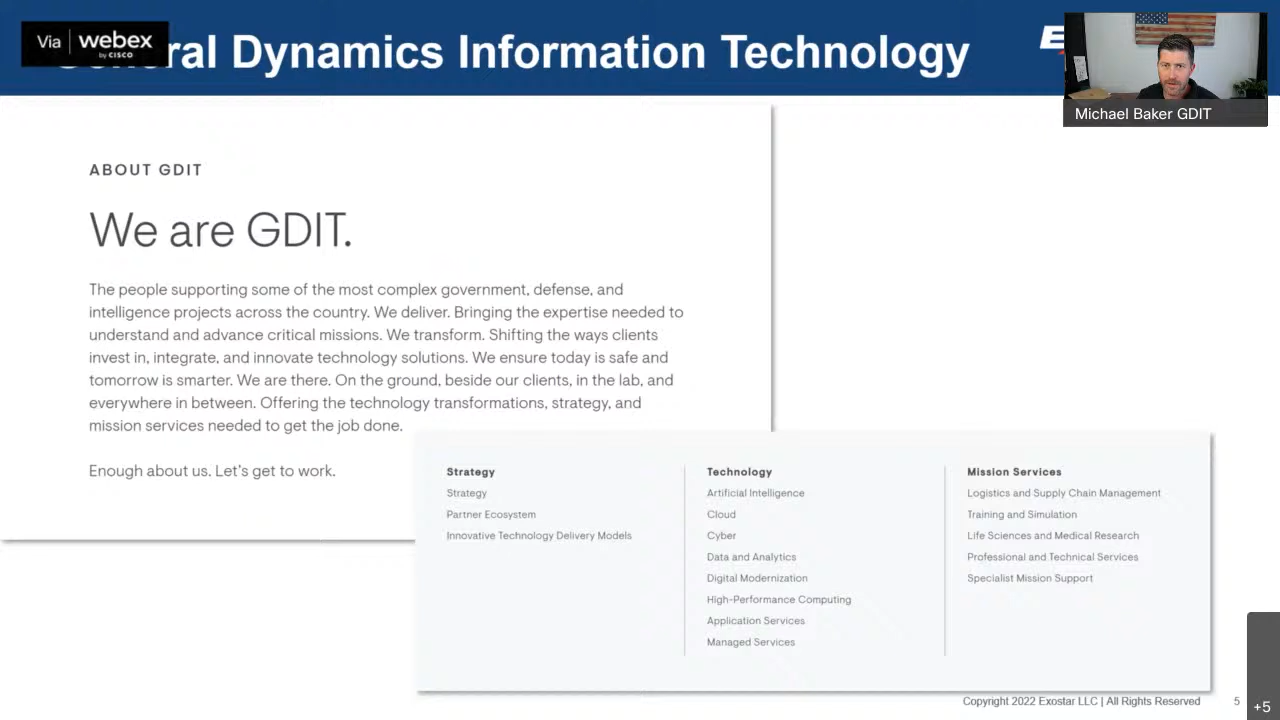 Via webex
by CISCO
General Dynamics Information Technology
Michael Baker GDIT
ABOUT GDIT
We are GDIT.
The people supporting some of the most complex government, defense, and
intelligence projects across the country. We deliver. Bringing the expertise needed to
understand and advance critical missions. We transform. Shifting the ways clients
invest in, integrate, and innovate technology solutions. We ensure today is safe and
tomorrow is smarter. We are there. On the ground, beside our clients, in the lab, and
everywhere in between. Offering the technology transformations, strategy, and
mission services needed to get the job done.
Enough about us. Let's get to work.
Strategy
Strategy
Partner Ecosystem
Innovative Technology Delivery Models
Technology
Artificial Intelligence
Cloud
Cyber
Data and Analytics
Digital Modernization
High-Performance Computing
Application Services
Managed Services
Mission Services
Logistics and Supply Chain Management
Training and Simulation
Life Sciences and Medical Research
Professional and Technical Services
Specialist Mission Support
Copyright 2022 Exostar LLC | All Rights Reserved
5
+5